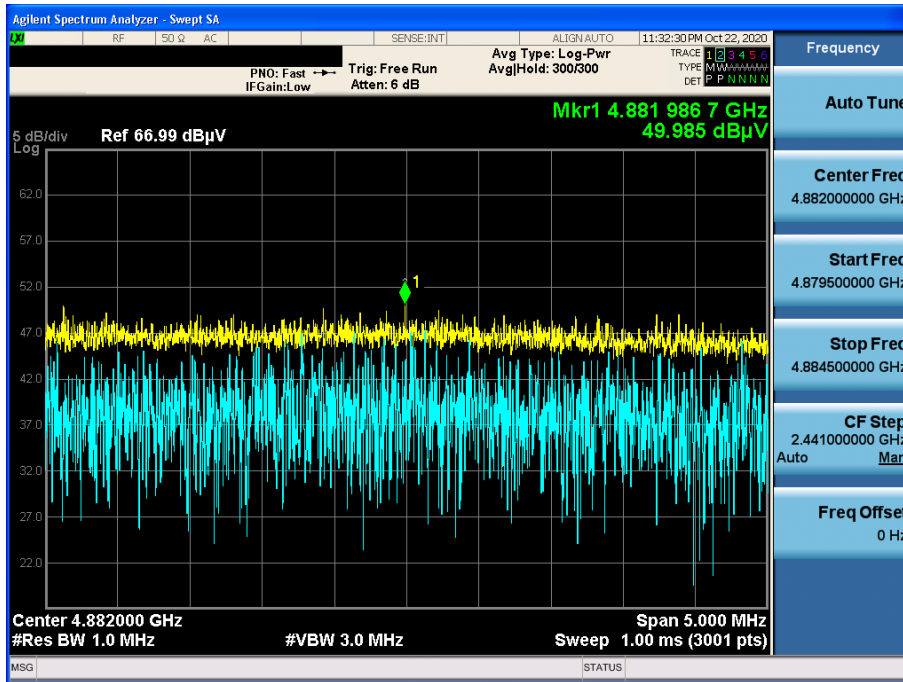 Agilent Spectrum Analyzer - Swept SA
LXI RF 50 Ω AC SENSE:INT ALIGN AUTO 11:32:30 PM Oct 22, 2020
Frequency
PNO: Fast
IFGain:Low
Trig: Free Run
Atten: 6 dB
Avg Type: Log-Pwr
Avg|Hold: 300/300
TRACE 1 2 3 4 5 6
TYPE M W W W W W
DET P P N N N N
Mkr1 4.881 986 7 GHz
49.985 dBµV
5 dB/div Ref 66.99 dBµV
Log
62.0
57.0
52.0
47.0
42.0
37.0
32.0
27.0
22.0
1
Center 4.882000 GHz
Span 5.000 MHz
#Res BW 1.0 MHz
#VBW 3.0 MHz
Sweep 1.00 ms (3001 pts)
MSG
STATUS
Auto Tune
Center Freq
4.882000000 GHz
Start Freq
4.879500000 GHz
Stop Freq
4.884500000 GHz
CF Step
2.441000000 GHz
Auto Man
Freq Offset
0 Hz